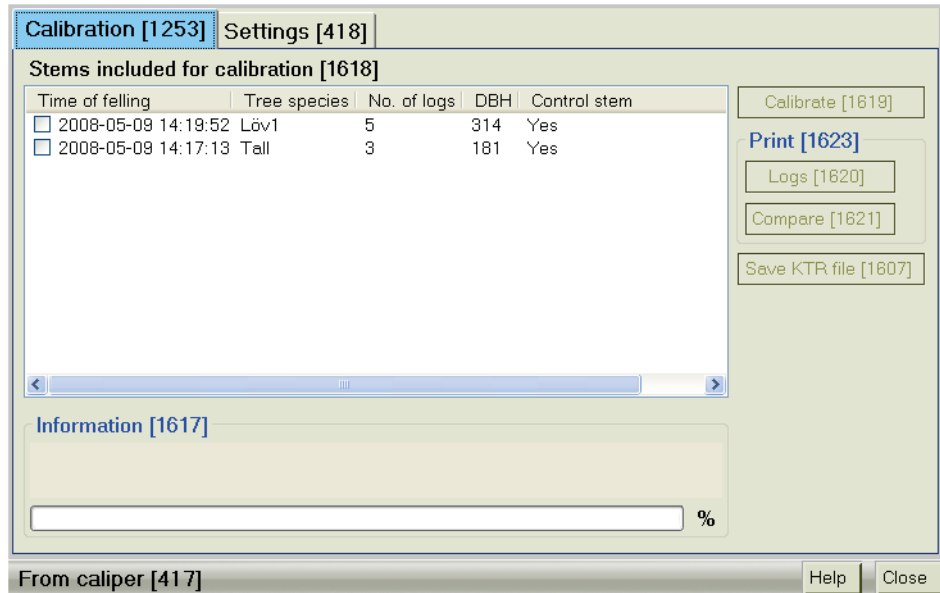 Calibration [1253] Settings [418]
Stems included for calibration [1618]
Time of felling Tree species No. of logs DBH Control stem
2008-05-09 14:19:52 Löv1 5 314 Yes
2008-05-09 14:17:13 Tall 3 181 Yes
Calibrate [1619]
Print [1623]
Logs [1620]
Compare [1621]
Save KTR file [1607]
Information [1617]
%
From caliper [417] Help Close